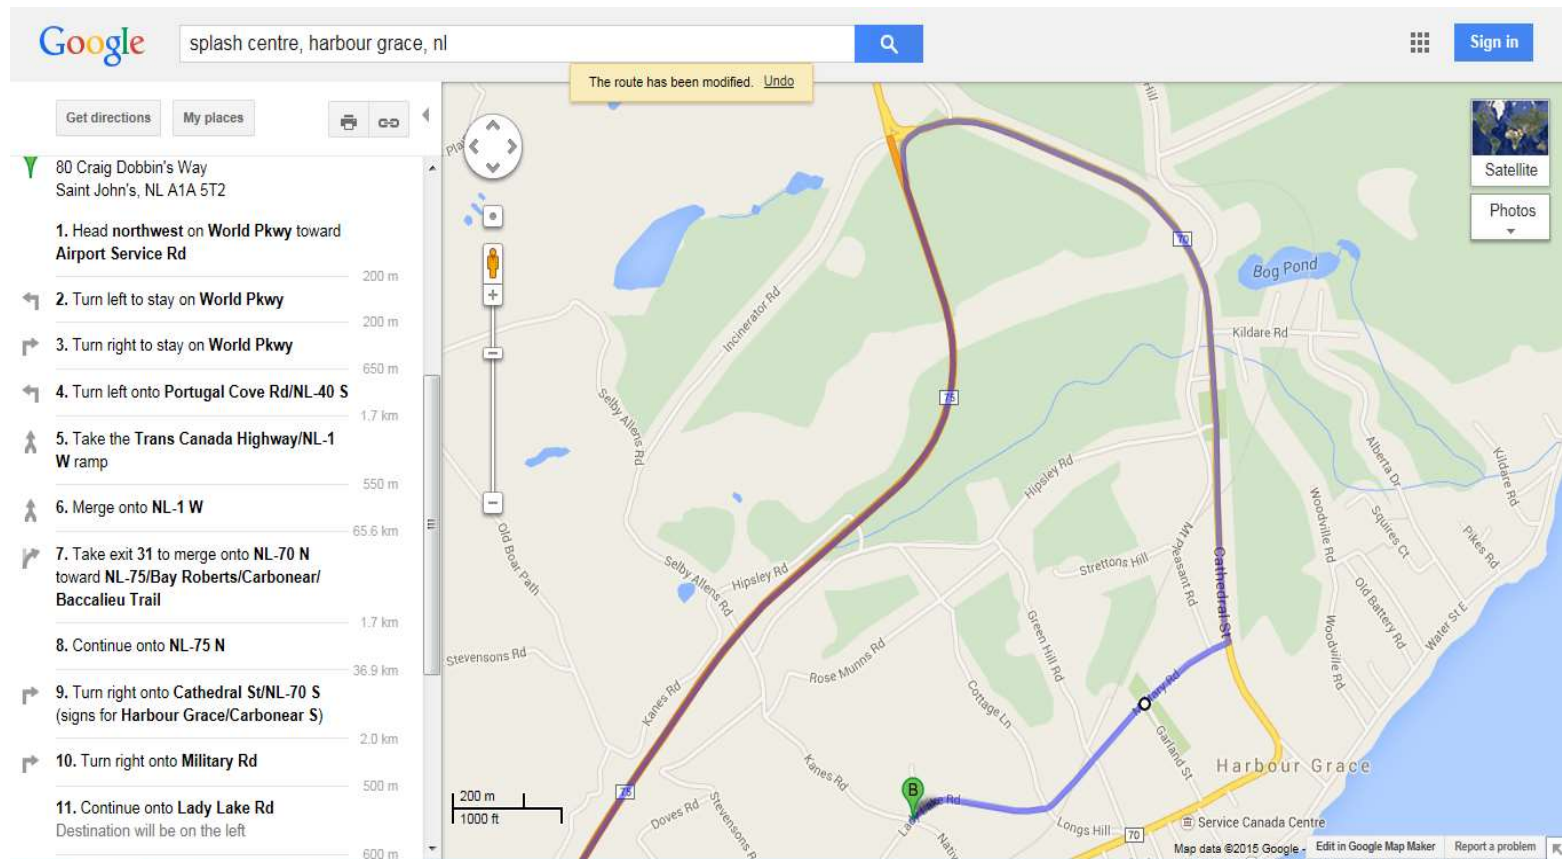 Google
splash centre, harbour grace, nl
Sign in
The route has been modified. Undo
Get directions
My places
80 Craig Dobbin's Way
Saint John's, NL A1A 5T2
1. Head northwest on World Pkwy toward
Airport Service Rd
200 m
2. Turn left to stay on World Pkwy
200 m
3. Turn right to stay on World Pkwy
650 m
4. Turn left onto Portugal Cove Rd/NL-40 S
1.7 km
5. Take the Trans Canada Highway/NL-1
W ramp
550 m
6. Merge onto NL-1 W
65.6 km
7. Take exit 31 to merge onto NL-70 N
toward NL-75/Bay Roberts/Carbonear/
Baccalieu Trail
1.7 km
8. Continue onto NL-75 N
36.9 km
9. Turn right onto Cathedral St/NL-70 S
(signs for Harbour Grace/Carbonear S)
2.0 km
10. Turn right onto Military Rd
500 m
11. Continue onto Lady Lake Rd
Destination will be on the left
600 m
Satellite
Photos
Hill
70
Bog Pond
Incinerator Rd
Kildare Rd
75
Selby Allens Rd
Hipsley Rd
Alberta Dr
Kildare Rd
Woodville Rd
Squires Ct
Pikes Rd
Old Boar Path
Mt Pleasant Rd
Cathedral St
Strettons Hill
Selby Allens Rd
Hipsley Rd
Old Battery Rd
Water St E
Green Hill Rd
Woodville Rd
Stevensons Rd
Rose Munns Rd
Kanes Rd
Cottage Ln
Garland St
Harbour Grace
Kanes Rd
B
75
200 m
1000 ft
Doves Rd
Stevensons R
Longs Hill
70
Service Canada Centre
Map data ©2015 Google -
Edit in Google Map Maker
Report a problem